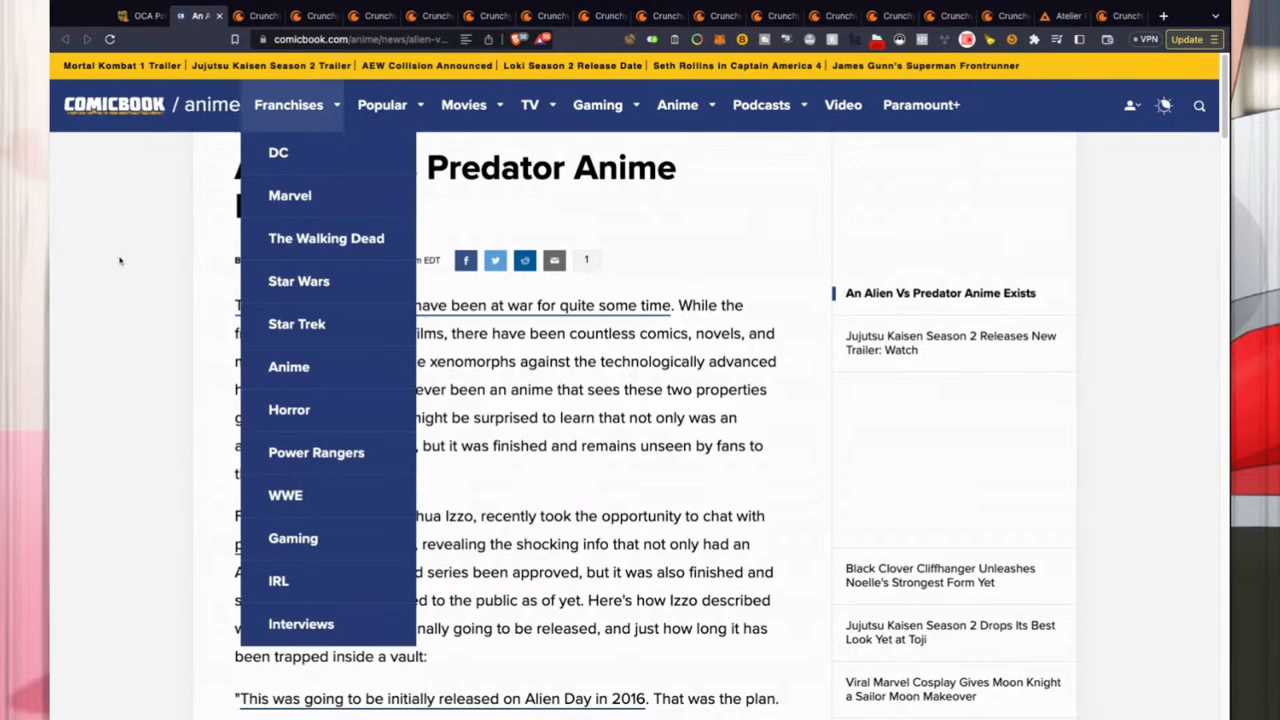 OCA Po
An A
Crunch
Crunch
Crunch
Crunch
Crunch
Crunch
Crunch
Crunch
Crunch
Crunch
Crunch
Crunch
Crunch
Crunch
Atelier
Crunch
comicbook.com/anime/news/alien-v...
VPN
Update
Mortal Kombat 1 Trailer | Jujutsu Kaisen Season 2 Trailer | AEW Collision Announced | Loki Season 2 Release Date | Seth Rollins in Captain America 4 | James Gunn's Superman Frontrunner
COMICBOOK / anime Franchises Popular Movies TV Gaming Anime Podcasts Video Paramount+
DC
Marvel
The Walking Dead
Star Wars
Star Trek
Anime
Horror
Power Rangers
WWE
Gaming
IRL
Interviews
Predator Anime
EDT
1
have been at war for quite some time. While the
films, there have been countless comics, novels, and
xenomorphs against the technologically advanced
ever been an anime that sees these two properties
might be surprised to learn that not only was an
, but it was finished and remains unseen by fans to
hua Izzo, recently took the opportunity to chat with
, revealing the shocking info that not only had an
d series been approved, but it was also finished and
ed to the public as of yet. Here's how Izzo described
nally going to be released, and just how long it has
been trapped inside a vault:
"This was going to be initially released on Alien Day in 2016. That was the plan.
An Alien Vs Predator Anime Exists
Jujutsu Kaisen Season 2 Releases New
Trailer: Watch
Black Clover Cliffhanger Unleashes
Noelle's Strongest Form Yet
Jujutsu Kaisen Season 2 Drops Its Best
Look Yet at Toji
Viral Marvel Cosplay Gives Moon Knight
a Sailor Moon Makeover